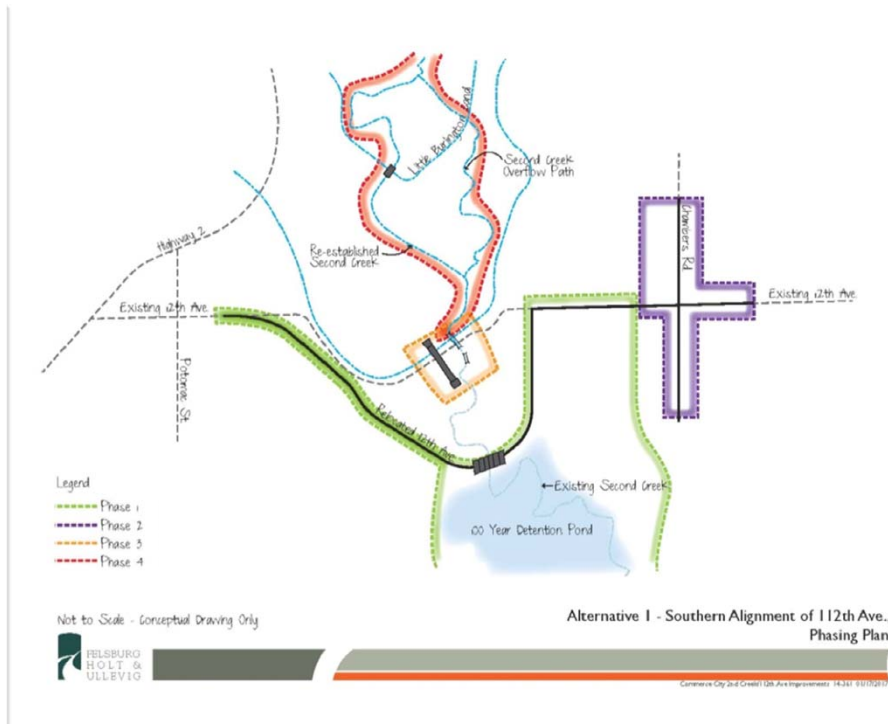 Little Burlington Land
Second Creek
Overflow Path
Highway 2
Re-established
Second Creek
Chambers Rd
Existing 112th Ave.
Existing 112th Ave
Potomac St.
Relocated 112th Ave
Existing Second Creek
100 Year Detention Pond
Legend
Phase 1
Phase 2
Phase 3
Phase 4
Not to Scale - Conceptual Drawing Only
Alternative 1 - Southern Alignment of 112th Ave.,
Phasing Plan
FELSBURG
HOLT &
ULLEVIG